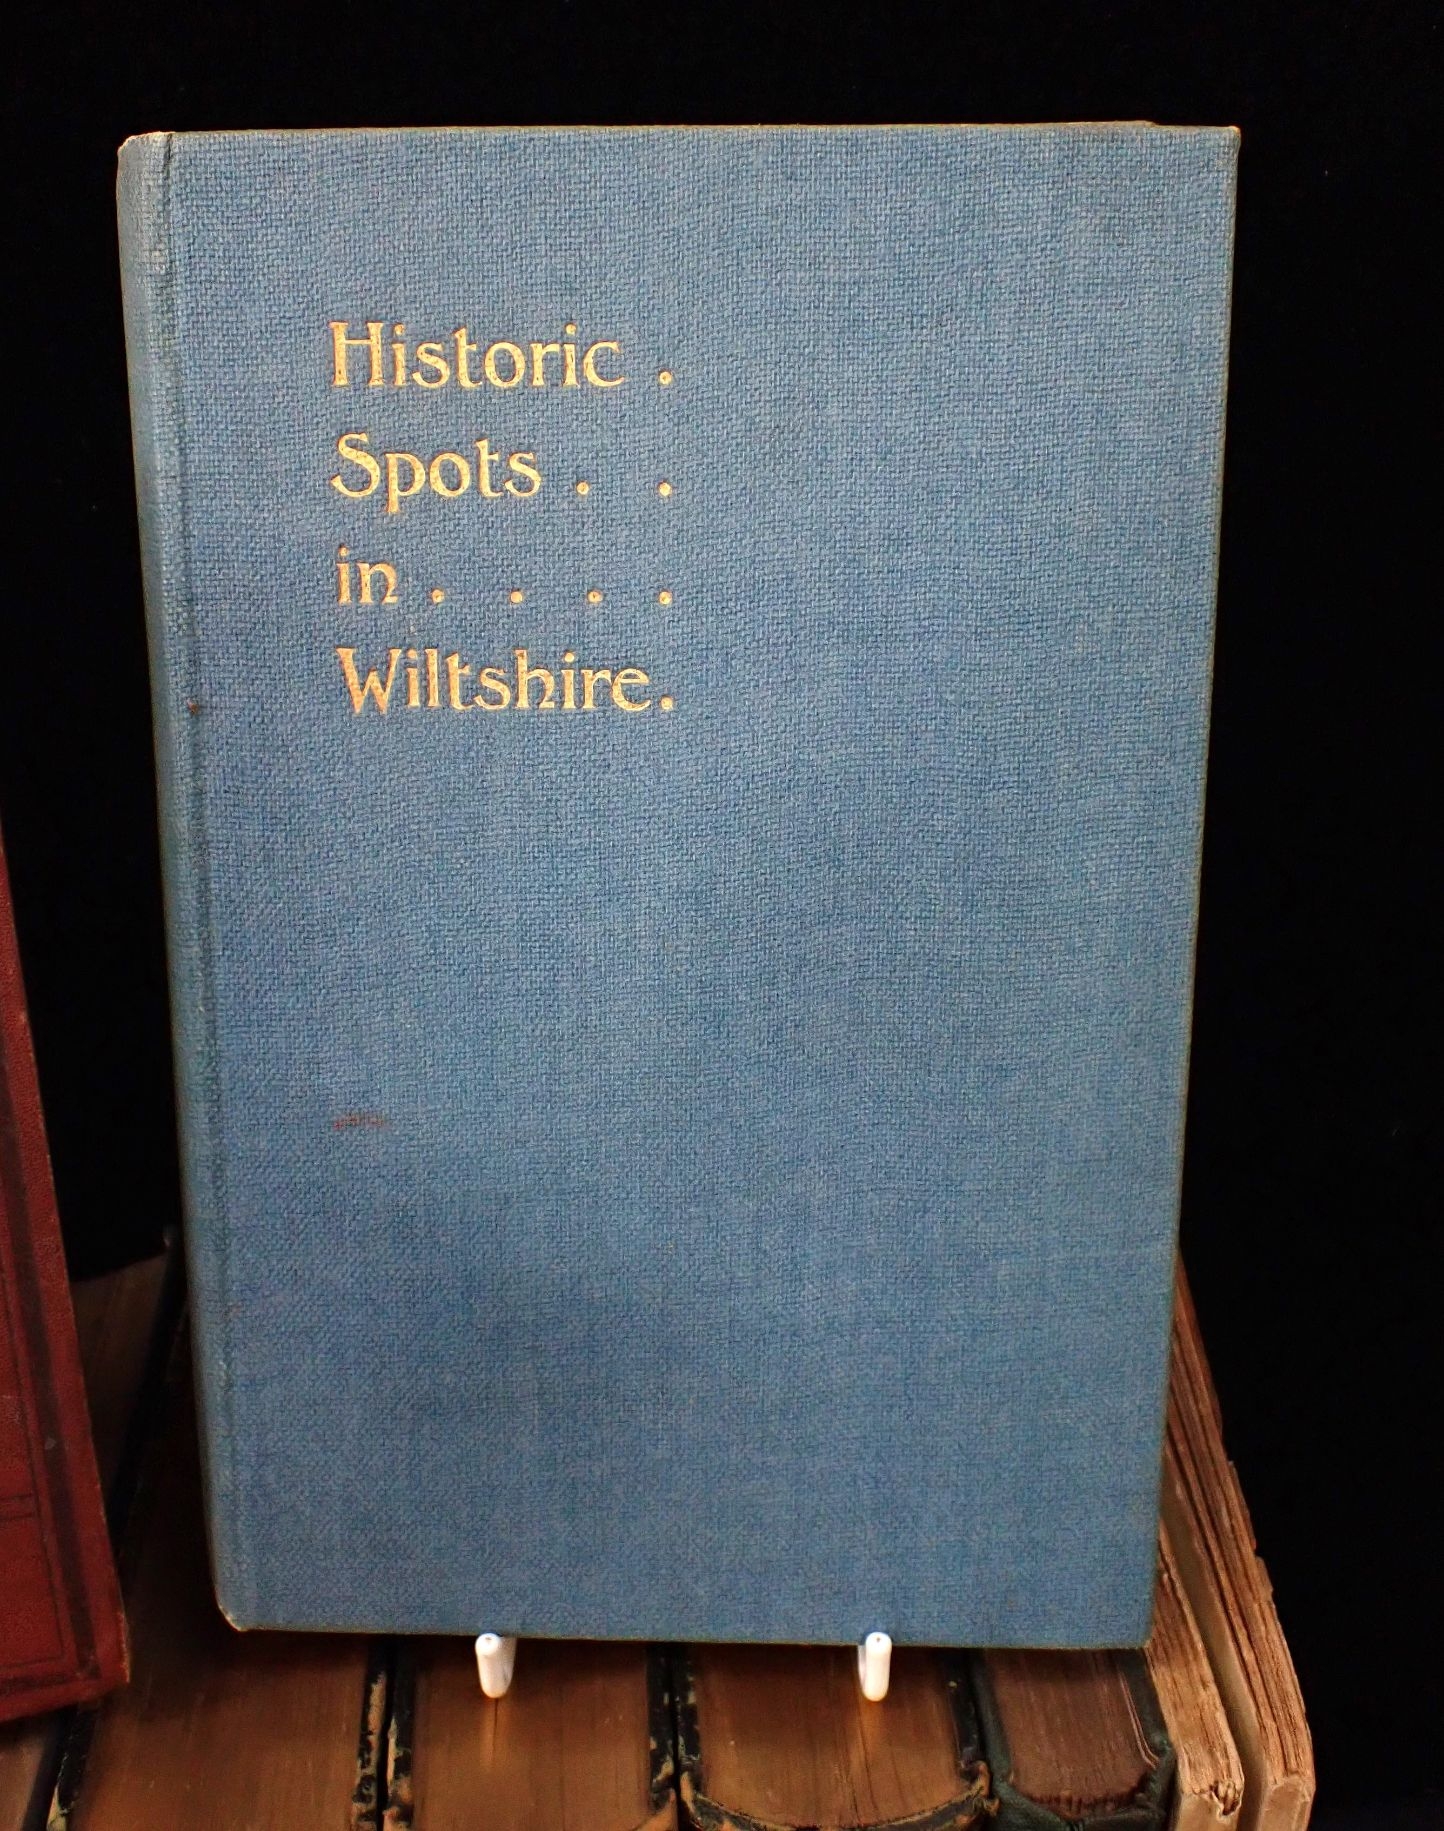 Historic .
Spots . .
in . . . .
Wiltshire.